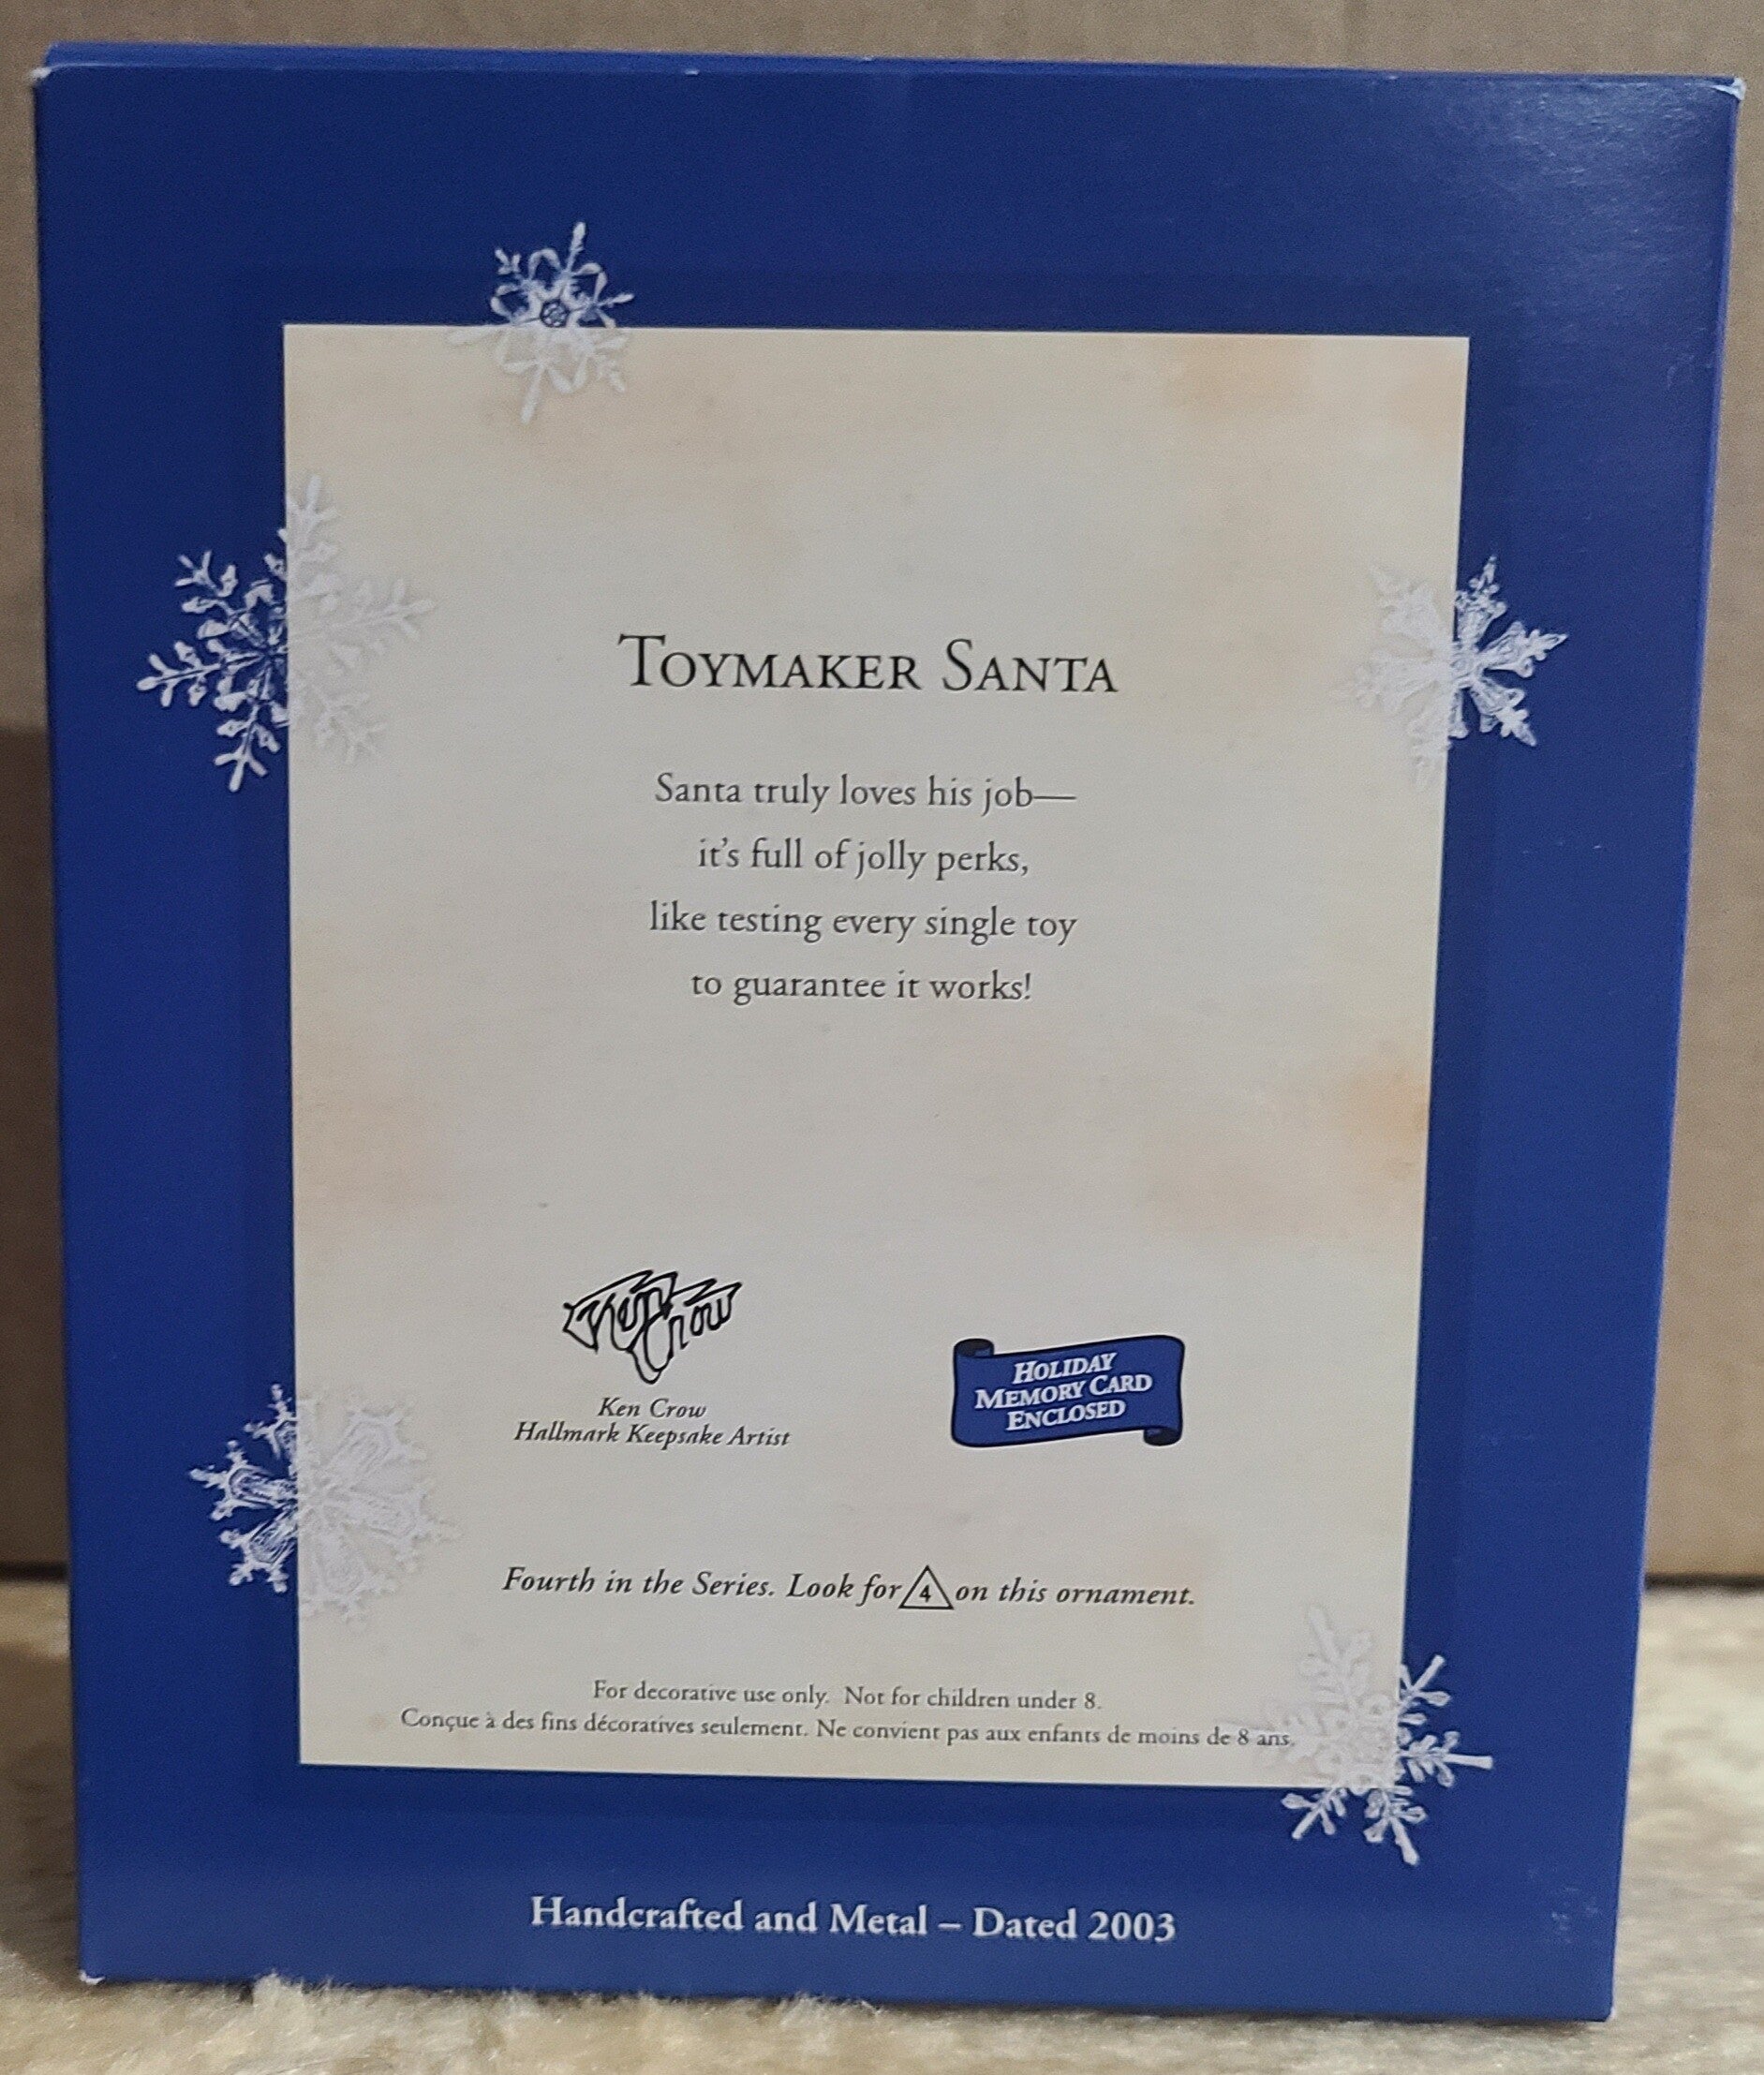 TOYMAKER SANTA
Santa truly loves his job—
it's full of jolly perks,
like testing every single toy
to guarantee it works!
Ken Crow
Ken Crow
Hallmark Keepsake Artist
HOLIDAY
MEMORY CARD
ENCLOSED
Fourth in the Series. Look for 4 on this ornament.
For decorative use only. Not for children under 8.
Conçue à des fins décoratives seulement. Ne convient pas aux enfants de moins de 8 ans.
Handcrafted and Metal – Dated 2003